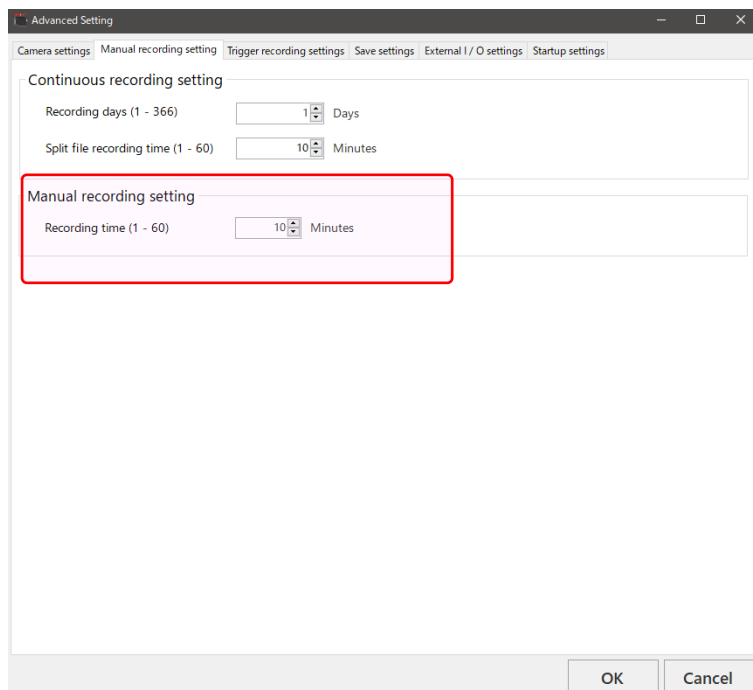 Advanced Setting
Camera settings Manual recording setting Trigger recording settings Save settings External I / O settings Startup settings
Continuous recording setting
Recording days (1 - 366) 1 Days
Split file recording time (1 - 60) 10 Minutes
Manual recording setting
Recording time (1 - 60) 10 Minutes
OK Cancel